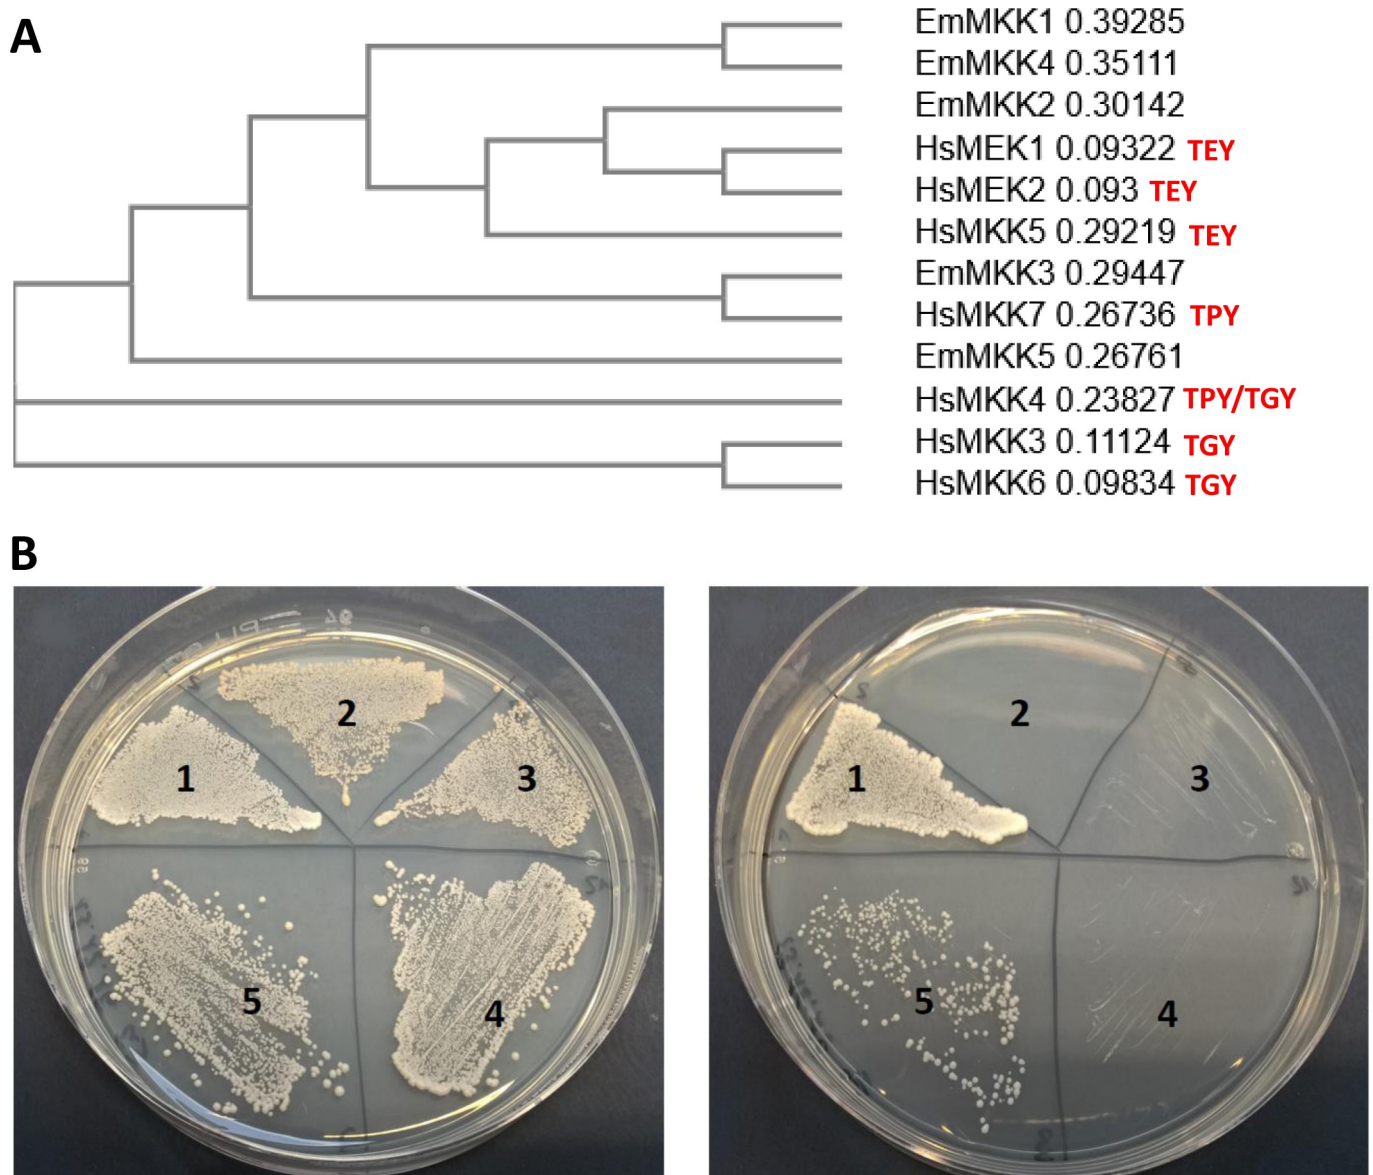 A
EmMKK1 0.39285
EmMKK4 0.35111
EmMKK2 0.30142
HsMEK1 0.09322 TEY
HsMEK2 0.093 TEY
HsMKK5 0.29219 TEY
EmMKK3 0.29447
HsMKK7 0.26736 TPY
EmMKK5 0.26761
HsMKK4 0.23827 TPY/TGY
HsMKK3 0.11124 TGY
HsMKK6 0.09834 TGY
B
1
2
3
5
4
1
2
3
5
4